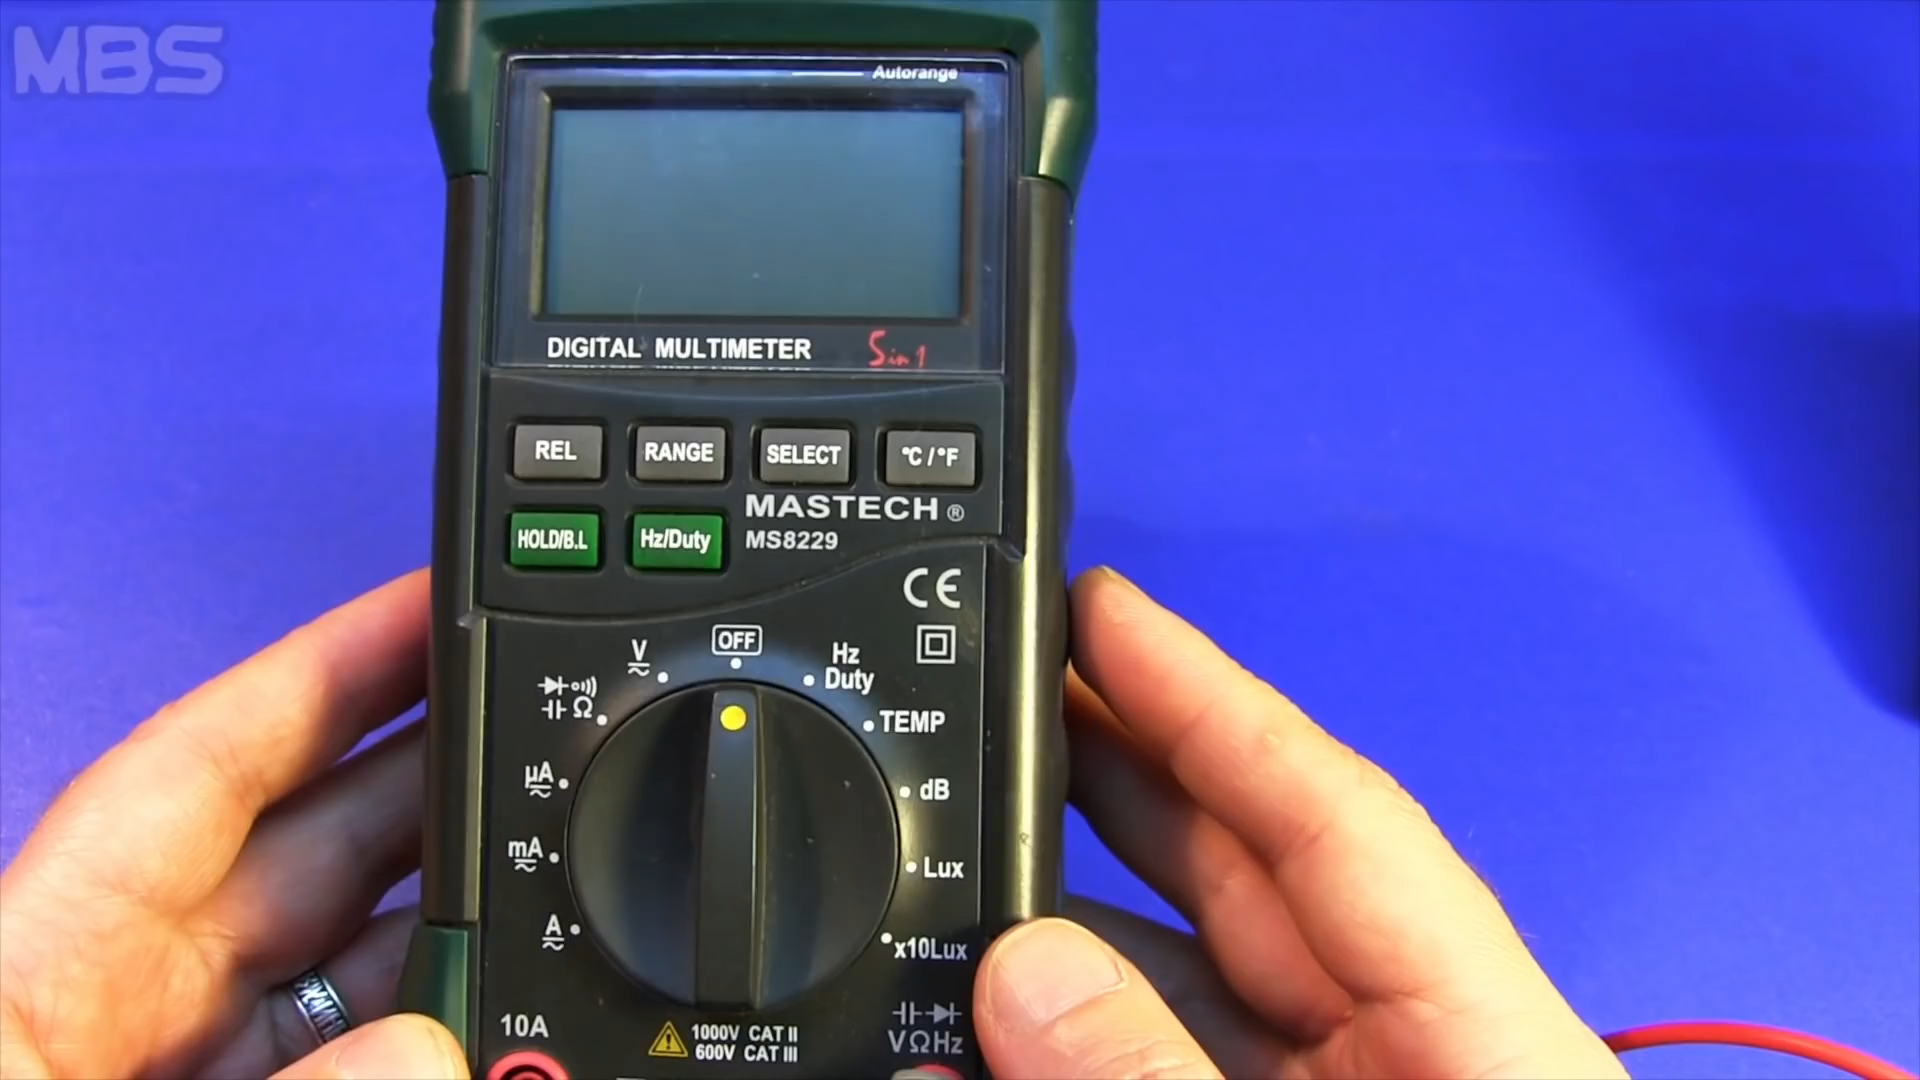 MBS
Autorange
DIGITAL MULTIMETER 5 in 1
REL RANGE SELECT °C / °F
HOLD/B.L Hz/Duty
MASTECH ®
MS8229
CE
OFF
V
Hz
Duty
Ω
TEMP
µA
dB
mA
Lux
A
x10Lux
10A
1000V CAT II
600V CAT III
VΩHz